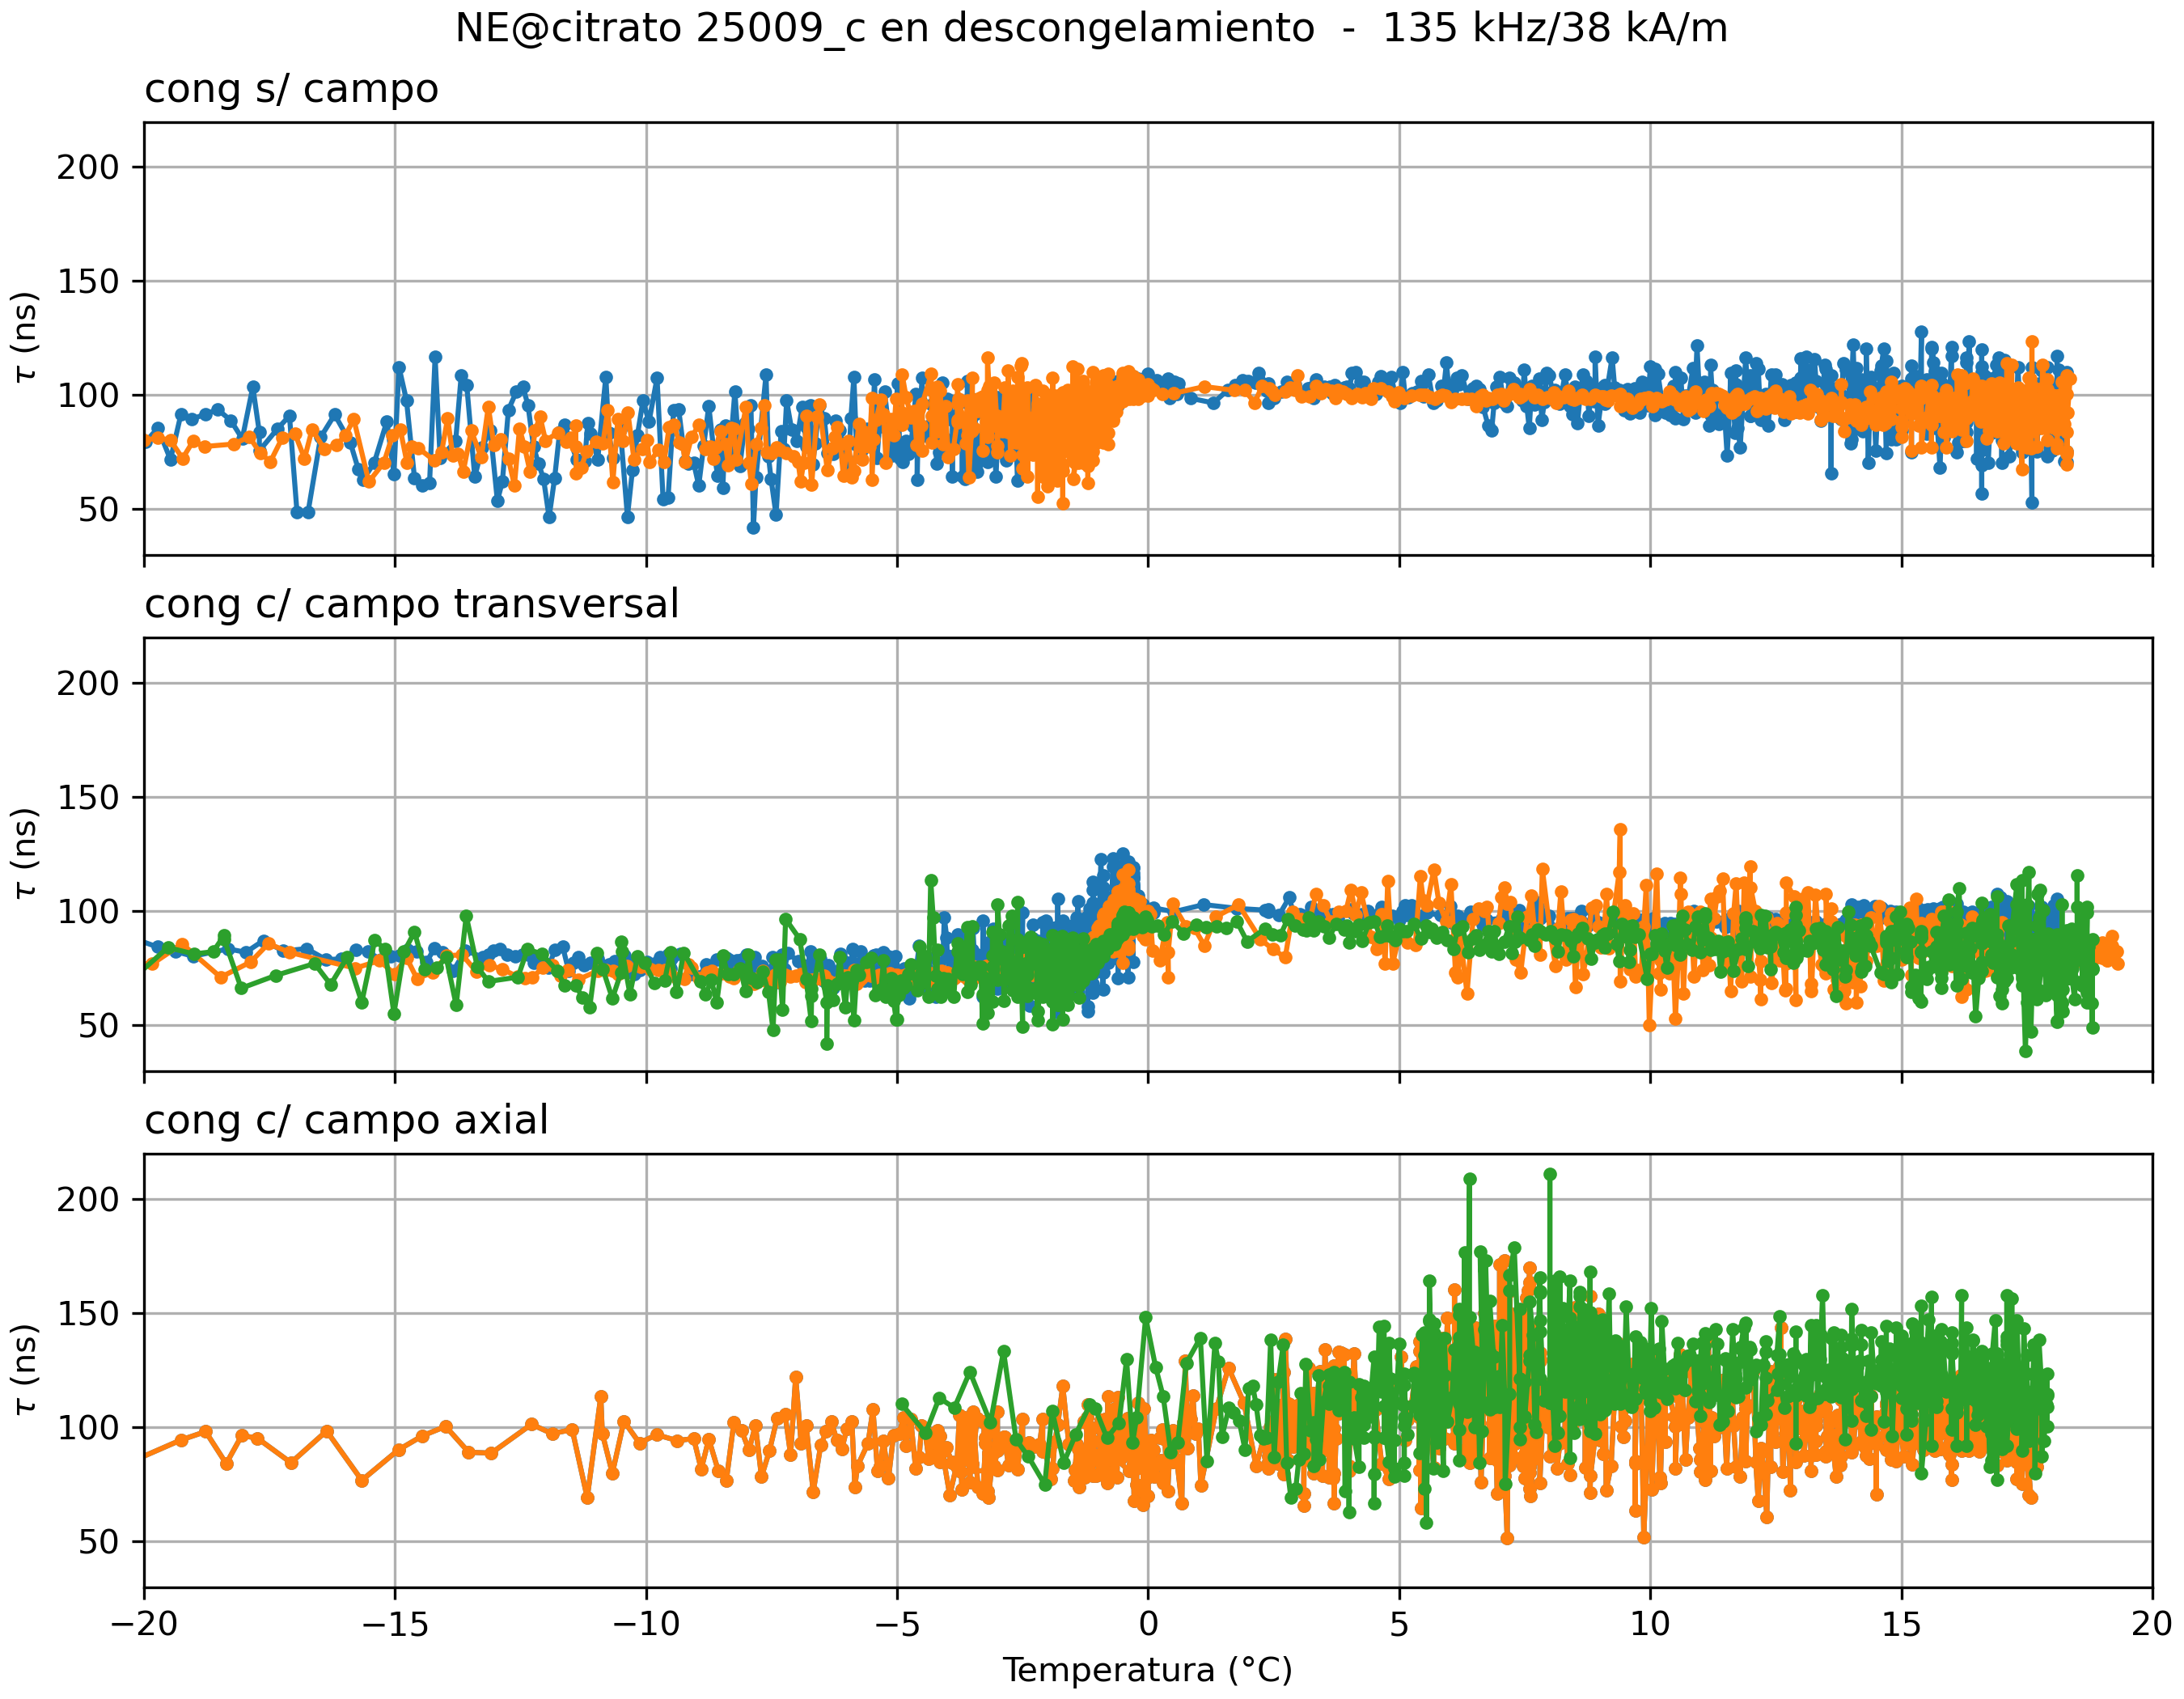 NE@citrato 25009_c en descongelamiento - 135 kHz/38 kA/m
cong s/ campo
200
150
100
50
τ (ns)
cong c/ campo transversal
200
150
100
50
τ (ns)
cong c/ campo axial
200
150
100
50
τ (ns)
−20 −15 −10 −5 0 5 10 15 20
Temperatura (°C)